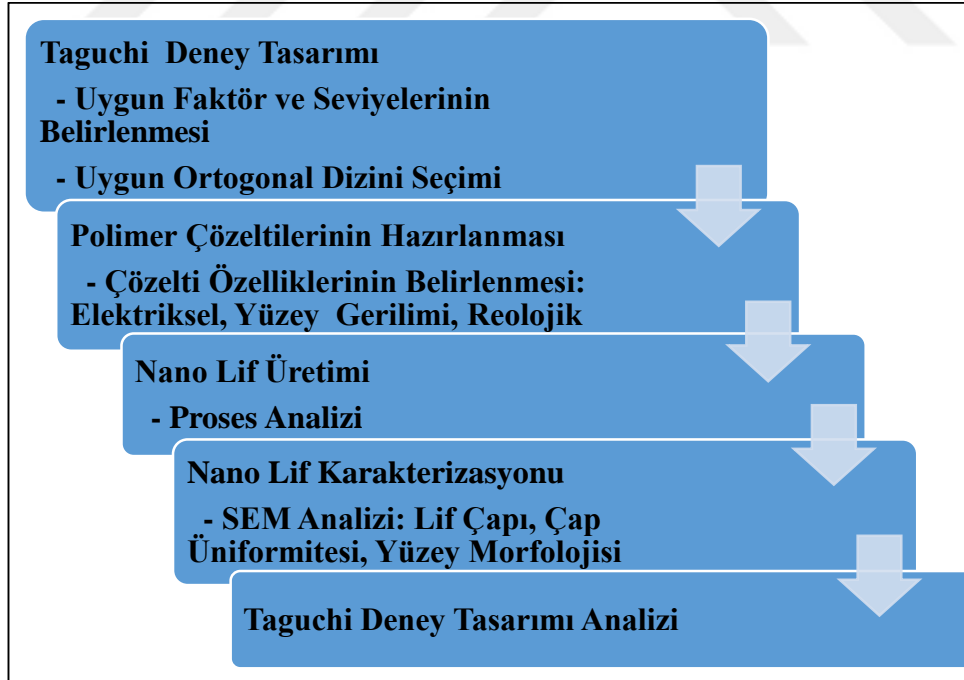 Taguchi Deney Tasarımı
- Uygun Faktör ve Seviyelerinin
Belirlenmesi
- Uygun Ortogonal Dizini Seçimi
Polimer Çözeltilerinin Hazırlanması
- Çözelti Özelliklerinin Belirlenmesi:
Elektriksel, Yüzey Gerilimi, Reolojik
Nano Lif Üretimi
- Proses Analizi
Nano Lif Karakterizasyonu
- SEM Analizi: Lif Çapı, Çap
Üniformitesi, Yüzey Morfolojisi
Taguchi Deney Tasarımı Analizi